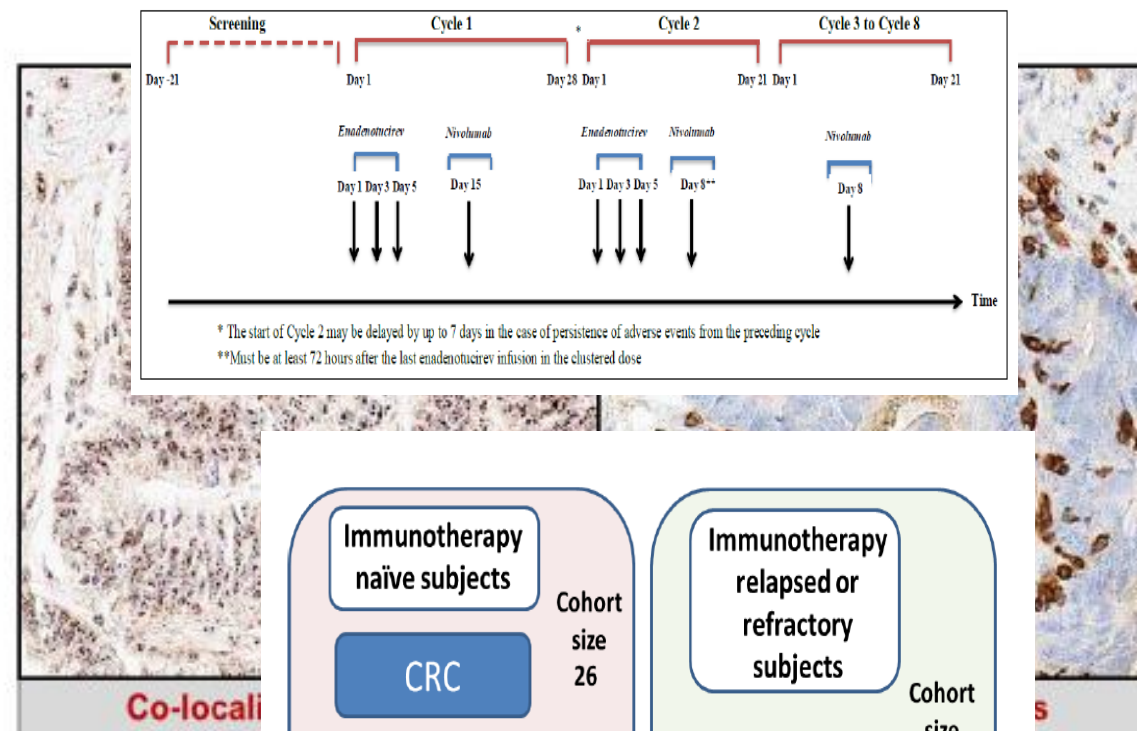 Screening Cycle 1 * Cycle 2 Cycle 3 to Cycle 8
Day -21 Day 1 Day 28 Day 1 Day 21 Day 1 Day 21
Enadenotucirev Nivolumab Enadenotucirev Nivolumab Nivolumab
Day 1 Day 3 Day 5 Day 15 Day 1 Day 3 Day 5 Day 8** Day 8
Time
* The start of Cycle 2 may be delayed by up to 7 days in the case of persistence of adverse events from the preceding cycle
**Must be at least 72 hours after the last enadenotucirev infusion in the clustered dose
Immunotherapy
naïve subjects
Cohort
size
26
CRC
Immunotherapy
relapsed or
refractory
subjects
Cohort
size
Co-locali
s